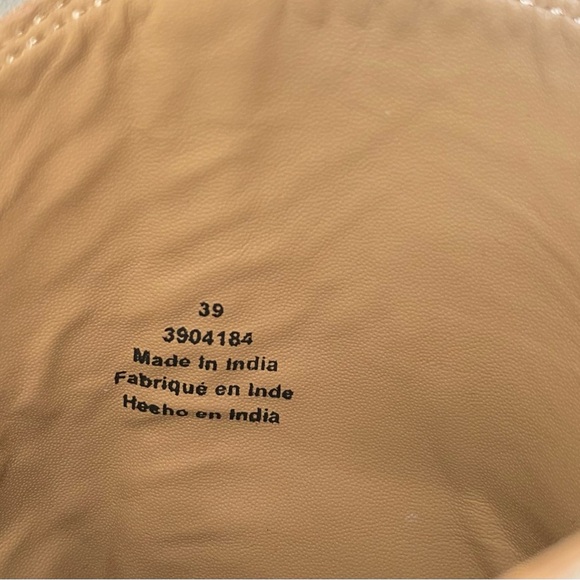 39
3904184
Made In India
Fabriqué en Inde
Hecho en India